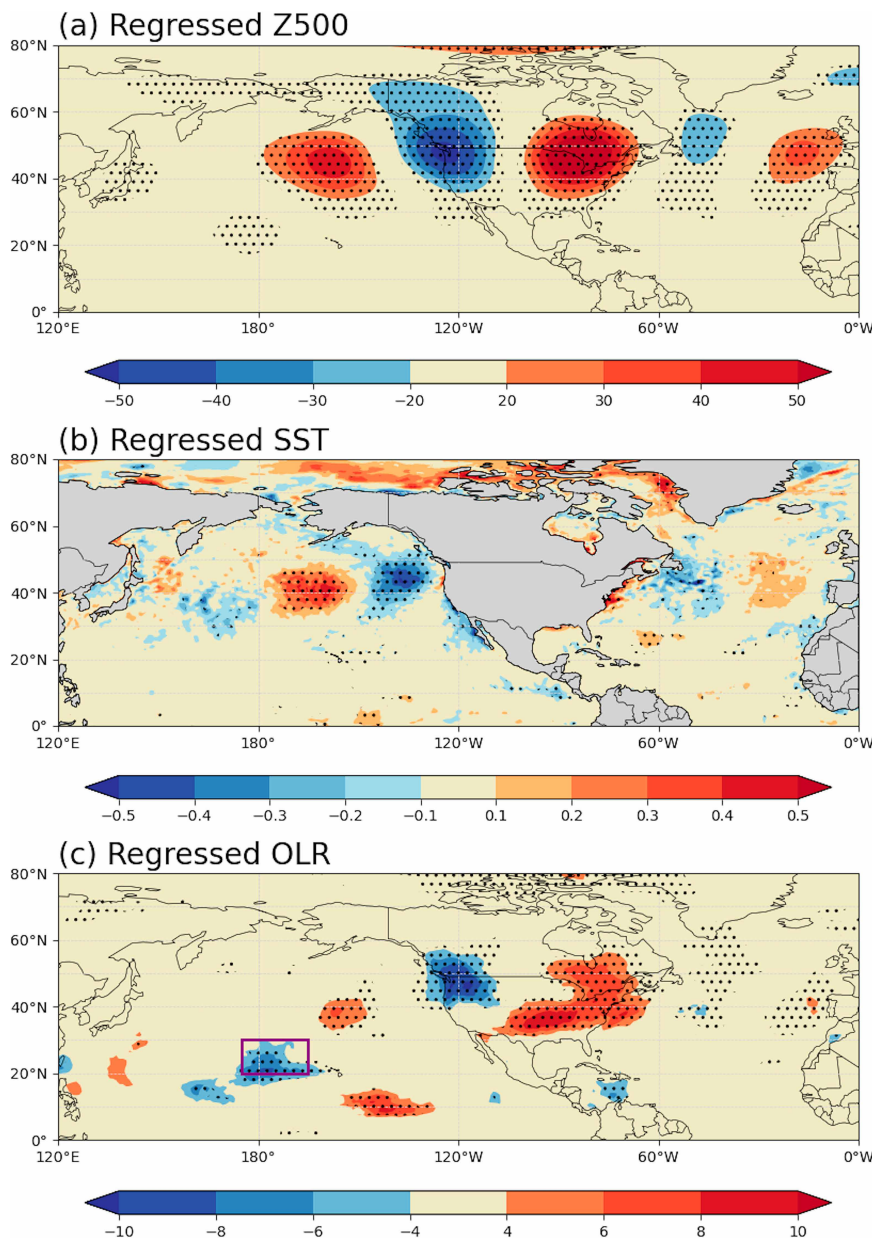 (a) Regressed Z500
80°N
60°N
40°N
20°N
0°
120°E 180° 120°W 60°W 0°W
−50 −40 −30 −20 20 30 40 50
(b) Regressed SST
80°N
60°N
40°N
20°N
0°
120°E 180° 120°W 60°W 0°W
−0.5 −0.4 −0.3 −0.2 −0.1 0.1 0.2 0.3 0.4 0.5
(c) Regressed OLR
80°N
60°N
40°N
20°N
0°
120°E 180° 120°W 60°W 0°W
−10 −8 −6 −4 4 6 8 10